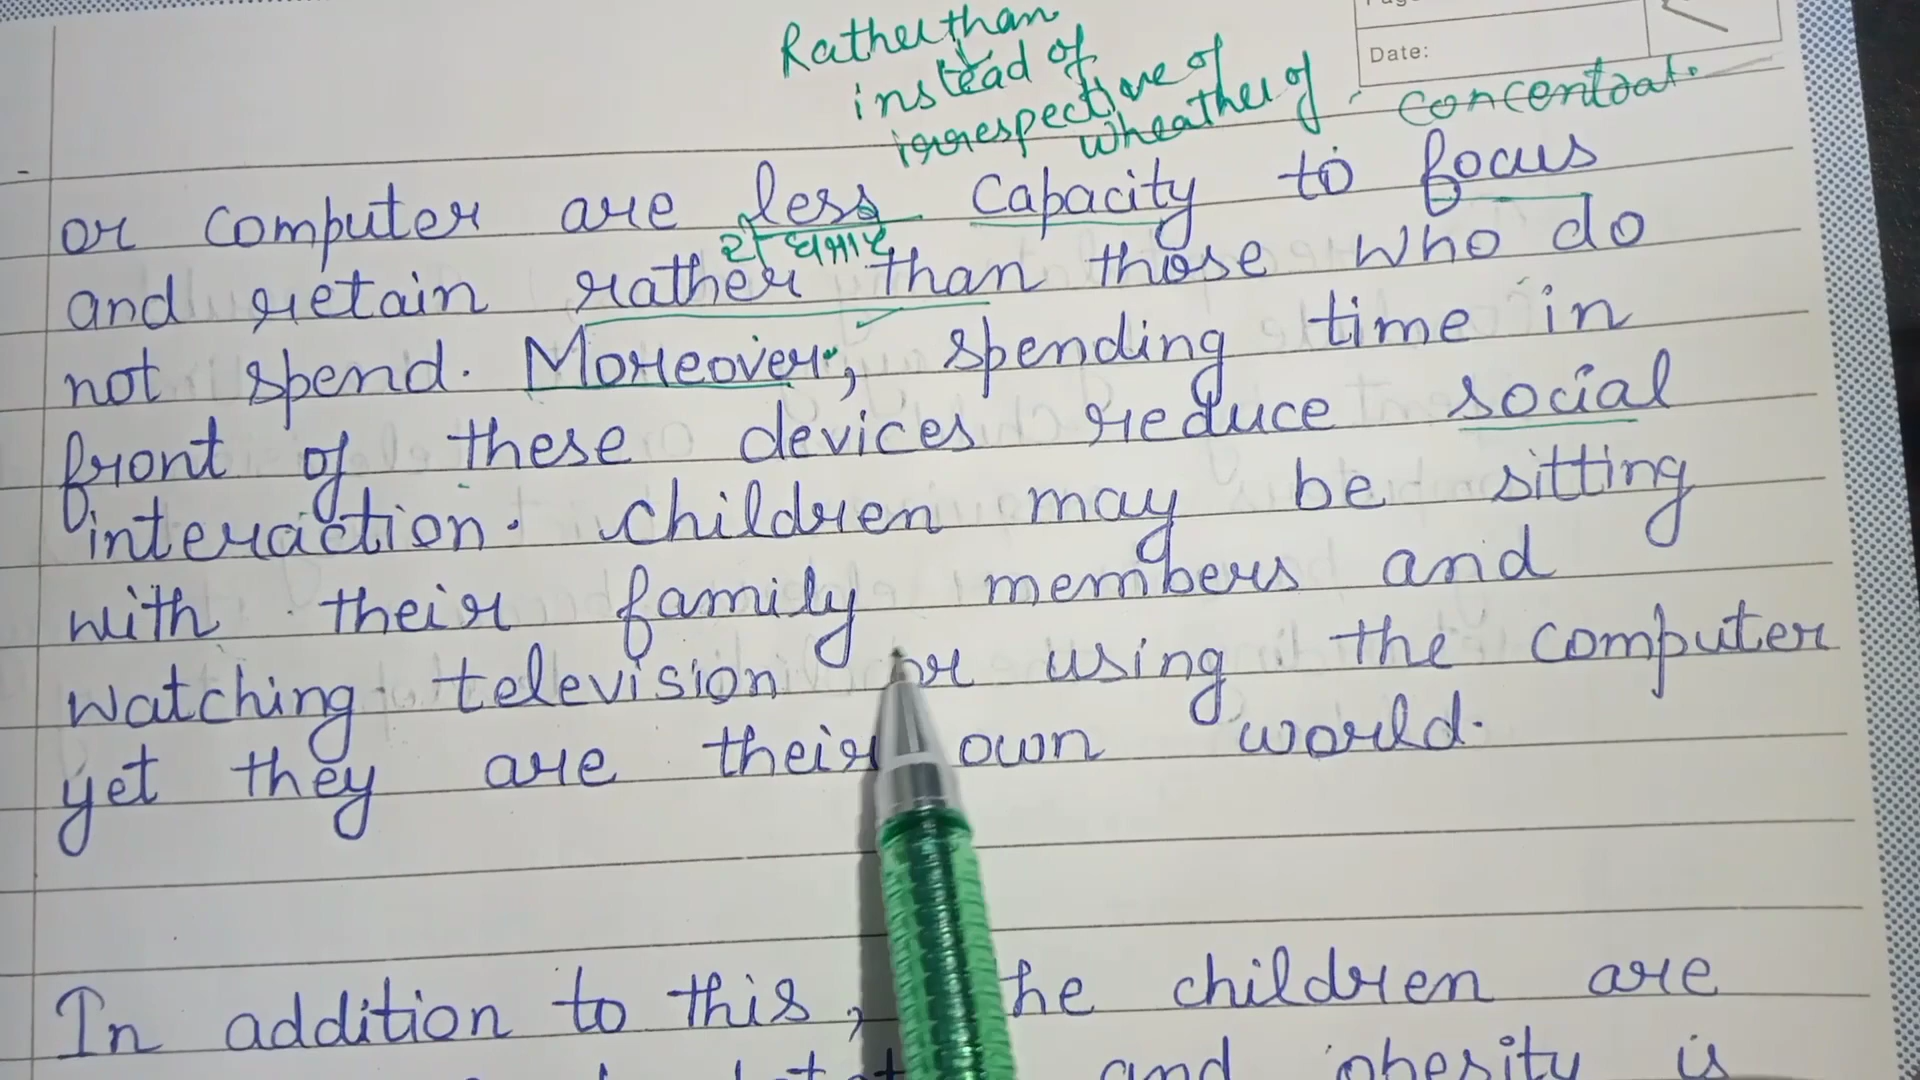 Rather than
instead of
irrespective of
wheather of
Date:
concentrat.
or computer are less capacity to focus
and retain rather than those who do
not spend. Moreover, spending time in
front of these devices reduce social
interaction. children may be sitting
with their family members and
watching television or using the computer
yet they are their own world.
In addition to this, the children are
and obesity is